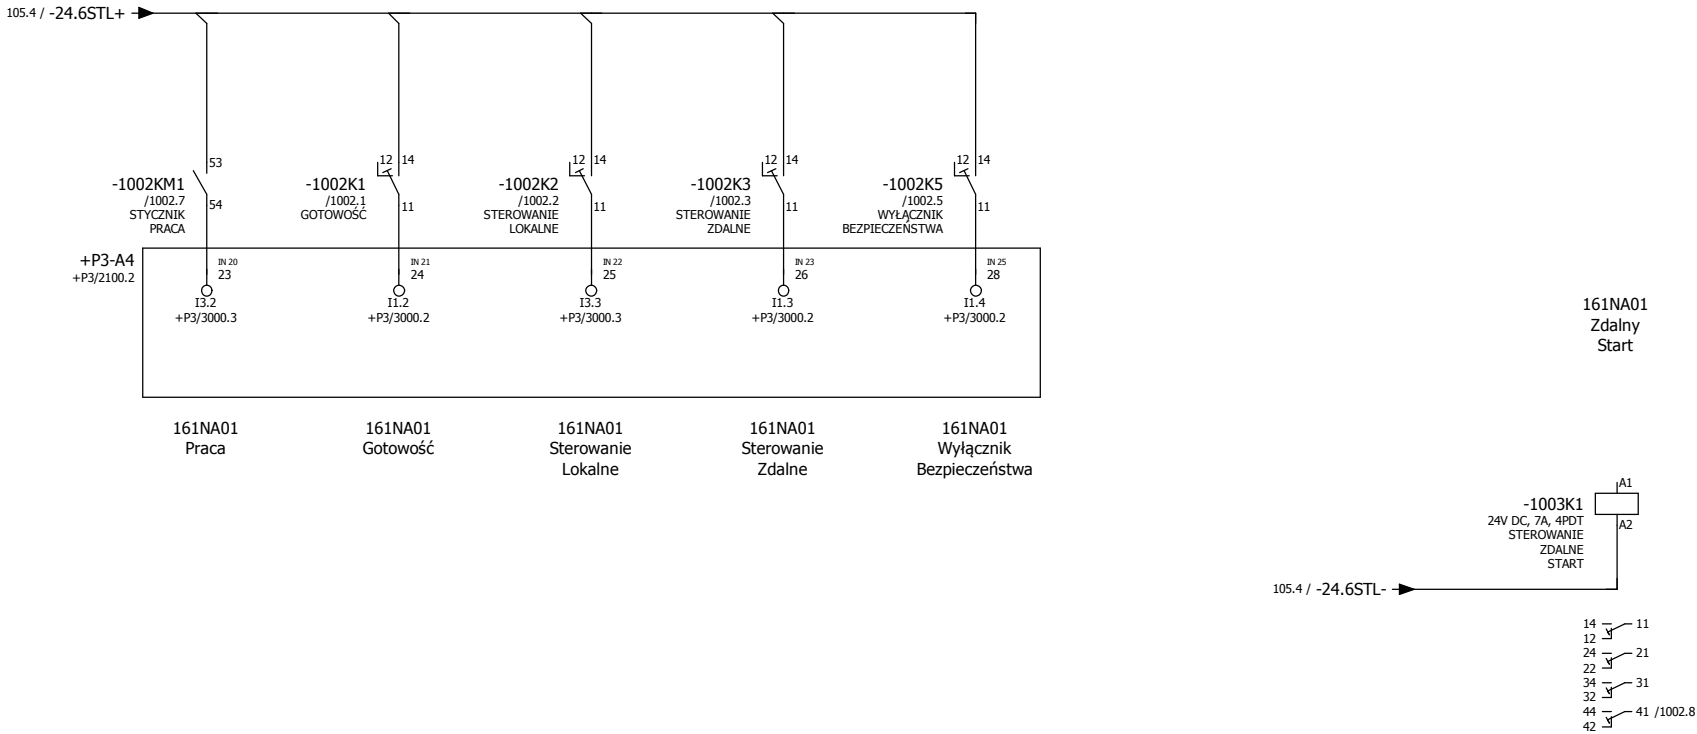 105.4 / -24.6STL+
53
12 14
12 14
12 14
12 14
-1002KM1
/1002.7
STYCZNIK
PRACA
54
-1002K1
/1002.1
GOTOWOŚĆ
11
-1002K2
/1002.2
STEROWANIE
LOKALNE
11
-1002K3
/1002.3
STEROWANIE
ZDALNE
11
-1002K5
/1002.5
WYŁĄCZNIK
BEZPIECZEŃSTWA
11
+P3-A4
+P3/2100.2
IN 20
23
I3.2
+P3/3000.3
IN 21
24
I1.2
+P3/3000.2
IN 22
25
I3.3
+P3/3000.3
IN 23
26
I1.3
+P3/3000.2
IN 25
28
I1.4
+P3/3000.2
161NA01
Praca
161NA01
Gotowość
161NA01
Sterowanie
Lokalne
161NA01
Sterowanie
Zdalne
161NA01
Wyłącznik
Bezpieczeństwa
161NA01
Zdalny
Start
A1
-1003K1
24V DC, 7A, 4PDT
STEROWANIE
ZDALNE
START
A2
105.4 / -24.6STL-
14 11
12
24 21
22
34 31
32
44 41 /1002.8
42